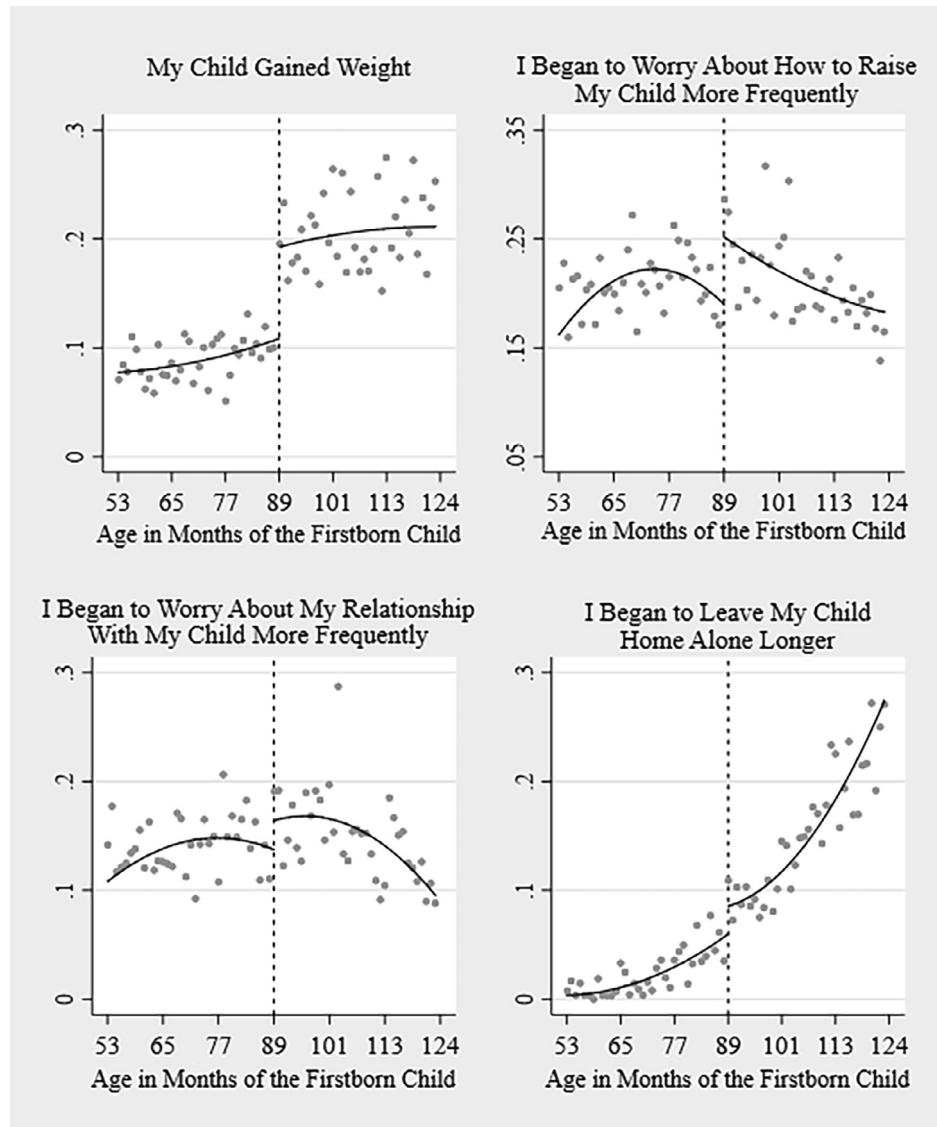 My Child Gained Weight
.3
.2
.1
0
53 65 77 89 101 113 124
Age in Months of the Firstborn Child
I Began to Worry About How to Raise
My Child More Frequently
.35
.25
.15
.05
53 65 77 89 101 113 124
Age in Months of the Firstborn Child
I Began to Worry About My Relationship
With My Child More Frequently
.3
.2
.1
0
53 65 77 89 101 113 124
Age in Months of the Firstborn Child
I Began to Leave My Child
Home Alone Longer
.3
.2
.1
0
53 65 77 89 101 113 124
Age in Months of the Firstborn Child